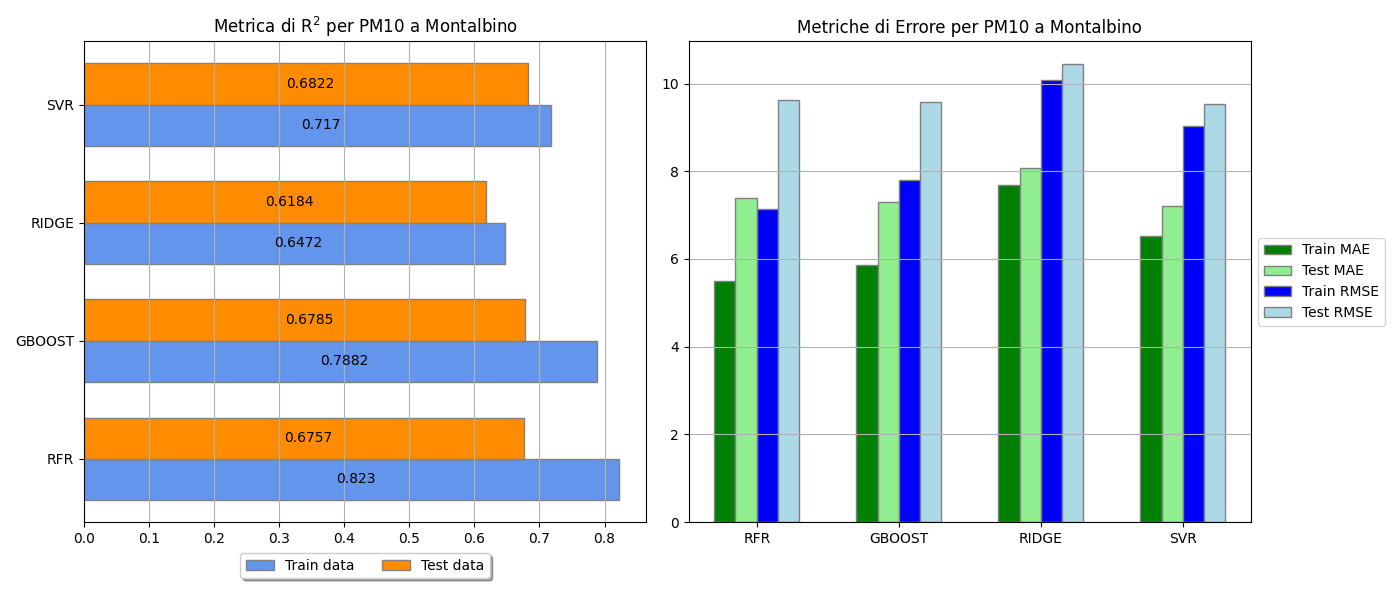 Metrica di R² per PM10 a Montalbino
SVR
0.6822
0.717
RIDGE
0.6184
0.6472
GBOOST
0.6785
0.7882
RFR
0.6757
0.823
0.0 0.1 0.2 0.3 0.4 0.5 0.6 0.7 0.8
Train data Test data
Metriche di Errore per PM10 a Montalbino
10
8
6
4
2
0
RFR GBOOST RIDGE SVR
Train MAE
Test MAE
Train RMSE
Test RMSE